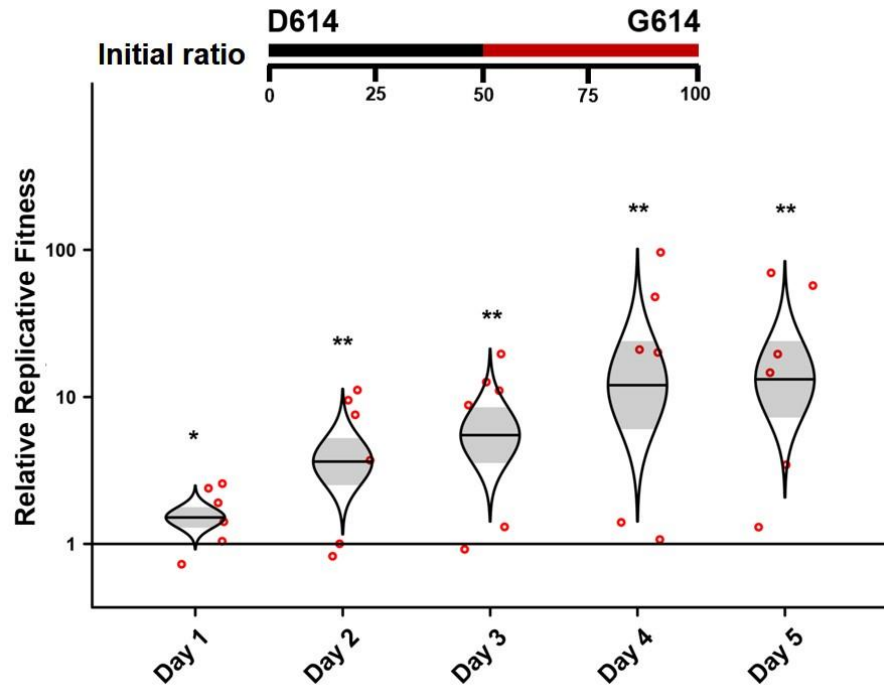 D614 G614
Initial ratio
0 25 50 75 100
Relative Replicative Fitness
100
10
1
*
**
**
**
**
Day 1
Day 2
Day 3
Day 4
Day 5